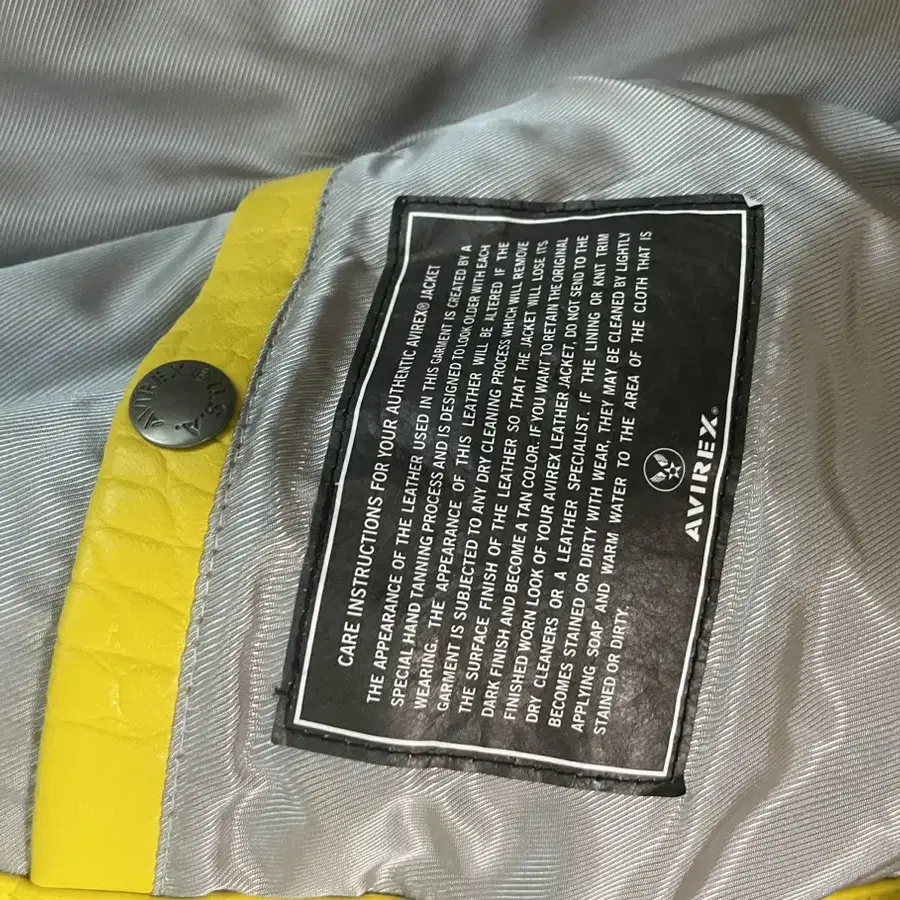 CARE INSTRUCTIONS FOR YOUR AUTHENTIC AVIREX® JACKET
THE APPEARANCE OF THE LEATHER USED IN THIS GARMENT IS CREATED BY A
SPECIAL HAND TANNING PROCESS AND IS DESIGNED TO LOOK OLDER WITH EACH
WEARING. THE APPEARANCE OF THIS LEATHER WILL BE ALTERED IF THE
GARMENT IS SUBJECTED TO ANY DRY CLEANING PROCESS WHICH WILL REMOVE
THE SURFACE FINISH OF THE LEATHER SO THAT THE JACKET WILL LOSE ITS
DARK FINISH AND BECOME A TAN COLOR. IF YOU WANT TO RETAIN THE ORIGINAL
FINISHED WORN LOOK OF YOUR AVIREX LEATHER JACKET, DO NOT SEND TO THE
DRY CLEANERS OR A LEATHER SPECIALIST. IF THE LINING OR KNIT TRIM
BECOMES STAINED OR DIRTY WITH WEAR, THEY MAY BE CLEANED BY LIGHTLY
APPLYING SOAP AND WARM WATER TO THE AREA OF THE CLOTH THAT IS
STAINED OR DIRTY.
AVIREX®
AVIREX® U.S.A.